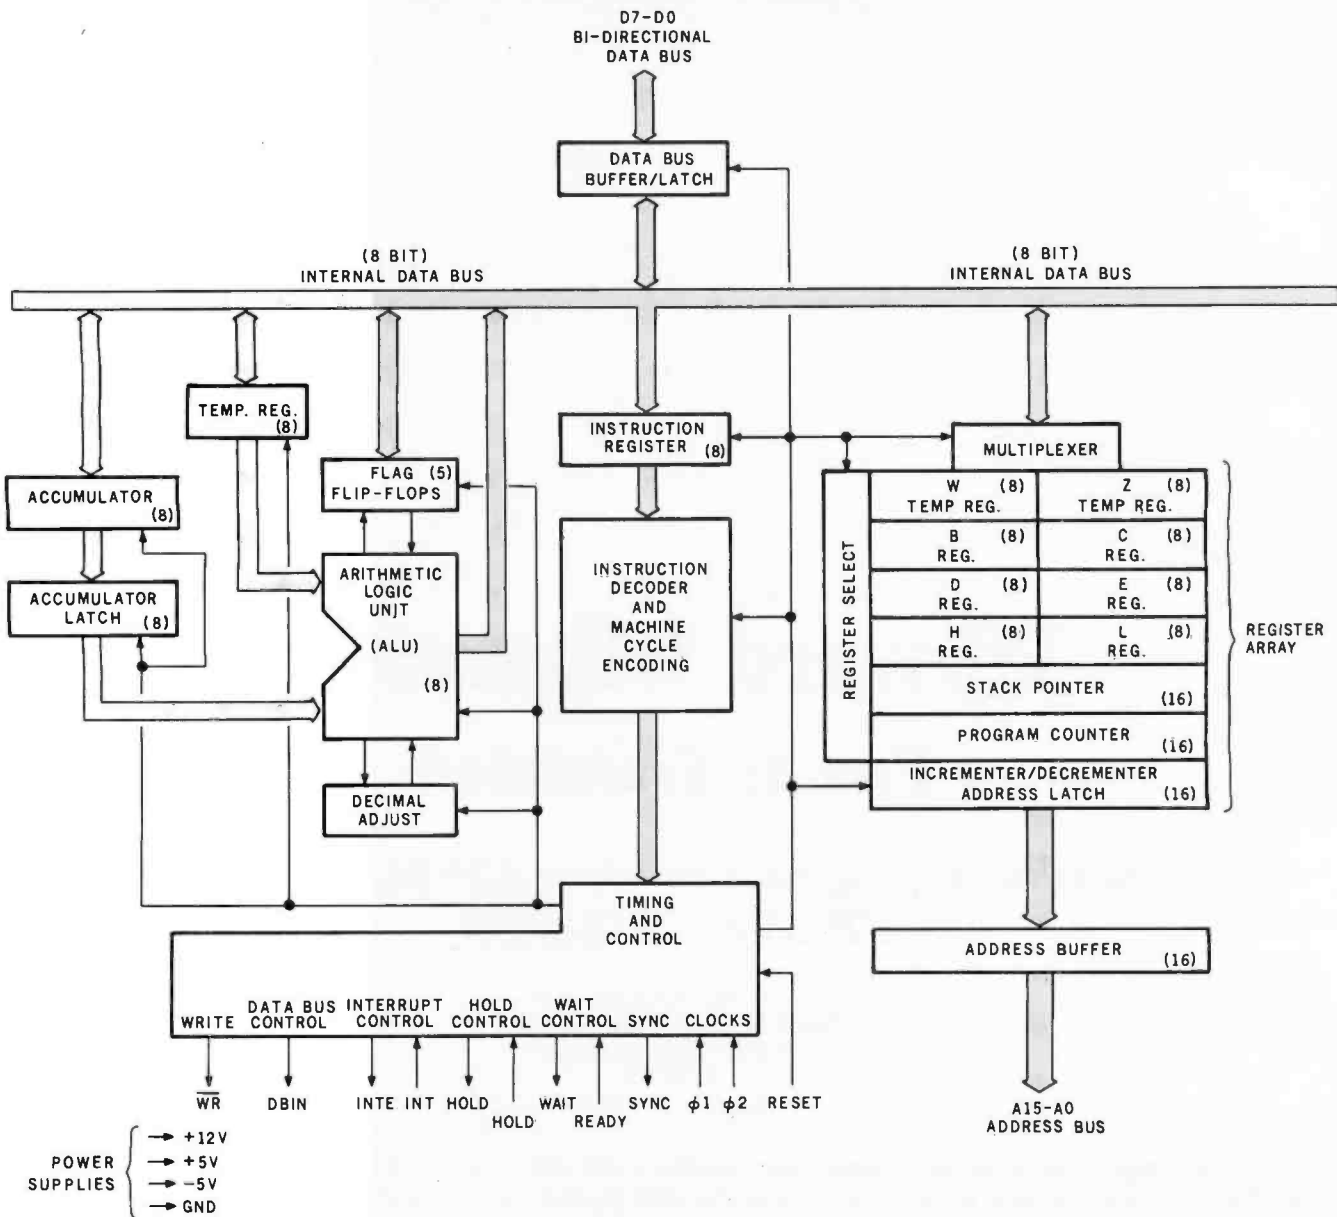 D7-D0
BI-DIRECTIONAL
DATA BUS
DATA BUS
BUFFER/LATCH
(8 BIT)
INTERNAL DATA BUS
(8 BIT)
INTERNAL DATA BUS
TEMP. REG.
(8)
ACCUMULATOR
(8)
ACCUMULATOR
LATCH
(8)
FLAG (5)
FLIP-FLOPS
ARITHMETIC
LOGIC
UNIT
(ALU)
(8)
DECIMAL
ADJUST
INSTRUCTION
REGISTER
(8)
INSTRUCTION
DECODER
AND
MACHINE
CYCLE
ENCODING
MULTIPLEXER
REGISTER SELECT
W (8)
TEMP REG.
Z (8)
TEMP REG.
B (8)
REG.
C (8)
REG.
D (8)
REG.
E (8)
REG.
H (8)
REG.
L (8)
REG.
STACK POINTER
(16)
PROGRAM COUNTER
(16)
INCREMENTER/DECREMENTER
ADDRESS LATCH (16)
REGISTER
ARRAY
TIMING
AND
CONTROL
WRITE
DATA BUS
CONTROL
INTERRUPT
CONTROL
HOLD
CONTROL
WAIT
CONTROL
SYNC
CLOCKS
ADDRESS BUFFER
(16)
W̅R̅
DBIN
INTE
INT
HOLD
HOLD
WAIT
READY
SYNC
φ1
φ2
RESET
A15-A0
ADDRESS BUS
POWER
SUPPLIES
+12V
+5V
-5V
GND